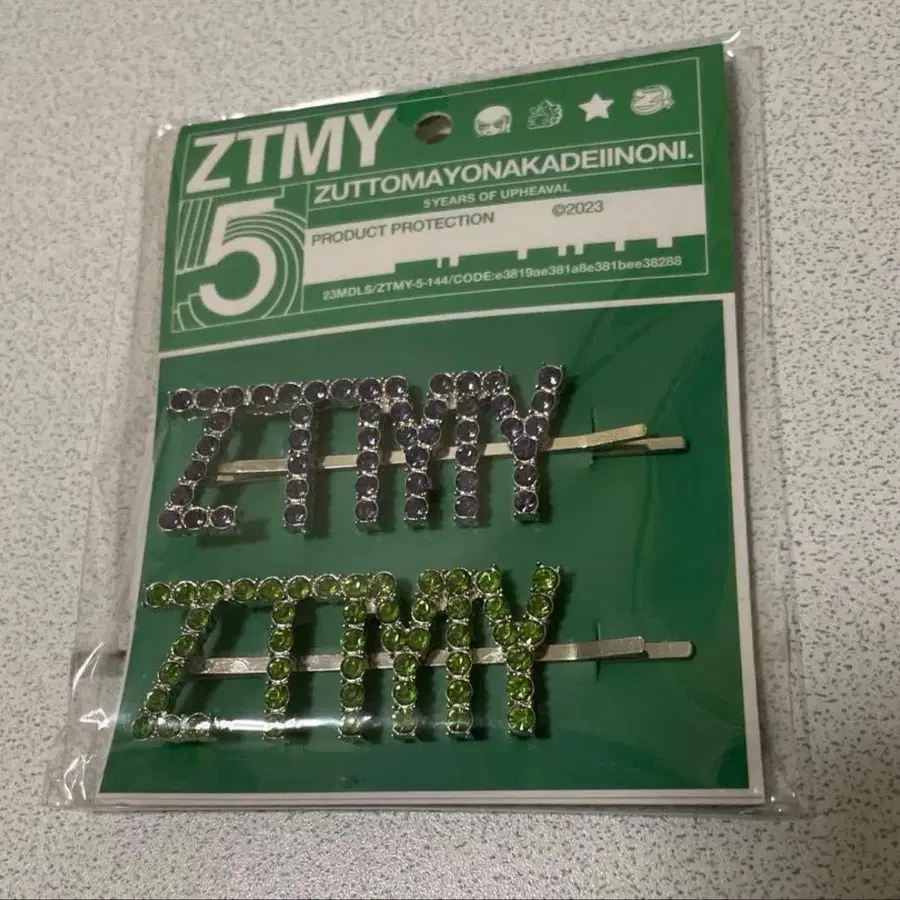 ZTMY
5
ZUTTOMAYONAKADEIINONI.
5YEARS OF UPHEAVAL
PRODUCT PROTECTION ©2023
23MDLS/ZTMY-5-144/CODE:e3819ae381a8e381bee38288
ZTMY
ZTMY